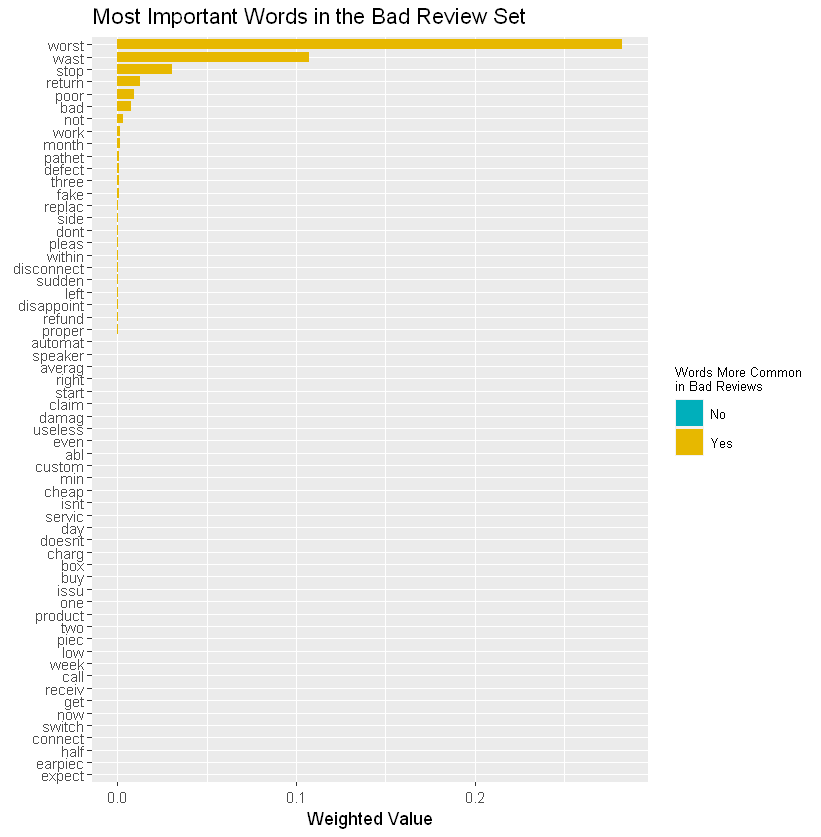 Most Important Words in the Bad Review Set
worst
wast
stop
return
poor
bad
not
work
month
pathet
defect
three
fake
replac
side
dont
pleas
within
disconnect
sudden
left
disappoint
refund
proper
automat
speaker
averag
right
start
claim
damag
useless
even
abl
custom
min
cheap
isnt
servic
day
doesnt
charg
box
buy
issu
one
product
two
piec
low
week
call
receiv
get
now
switch
connect
half
earpiec
expect
0.0 0.1 0.2
Weighted Value
Words More Common
in Bad Reviews
No
Yes